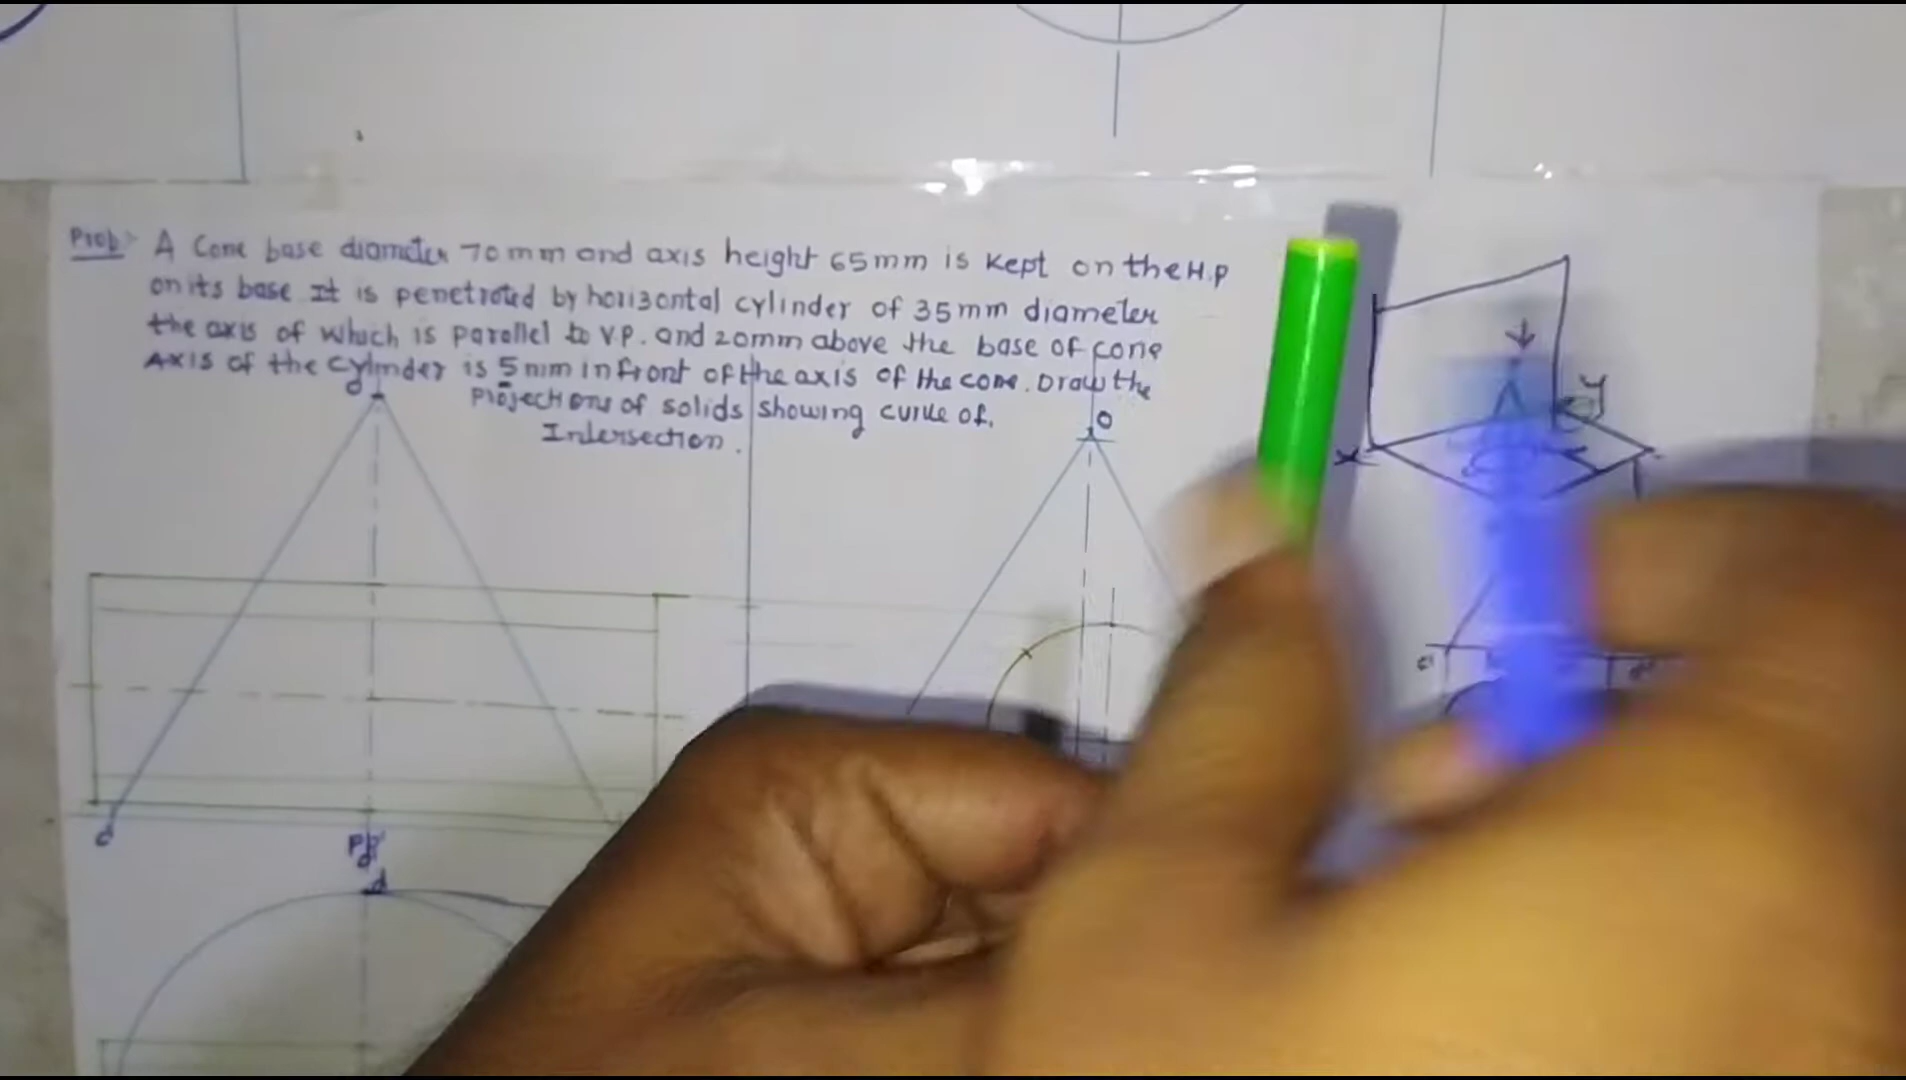 Prob:- A Cone base diameter 70mm and axis height 65mm is kept on the H.P
on its base It is penetrated by horizontal cylinder of 35mm diameter
the axis of which is parallel to V.P. and 20mm above the base of cone
Axis of the Cylinder is 5mm in front of the axis of the cone. Draw the
Projections of solids showing curve of.
Intersection.
O
X
Y
d